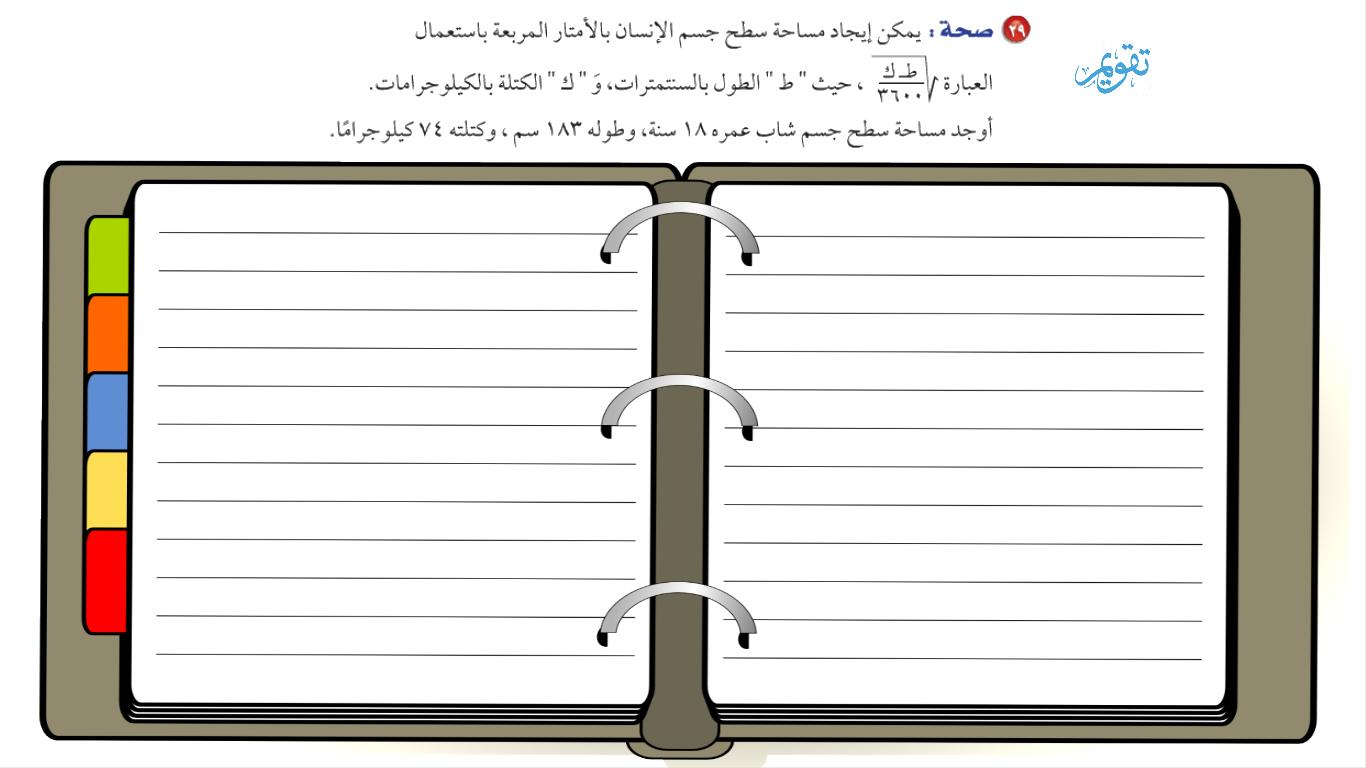 ٢٩ صحة : يمكن إيجاد مساحة سطح جسم الإنسان بالأمتار المربعة باستعمال
العبارة √(ط ك / ٣٦٠٠) ، حيث " ط " الطول بالسنتمترات، وَ " ك " الكتلة بالكيلوجرامات.
أوجد مساحة سطح جسم شاب عمره ١٨ سنة، وطوله ١٨٣ سم ، وكتلته ٧٤ كيلوجرامًا.
تقويم